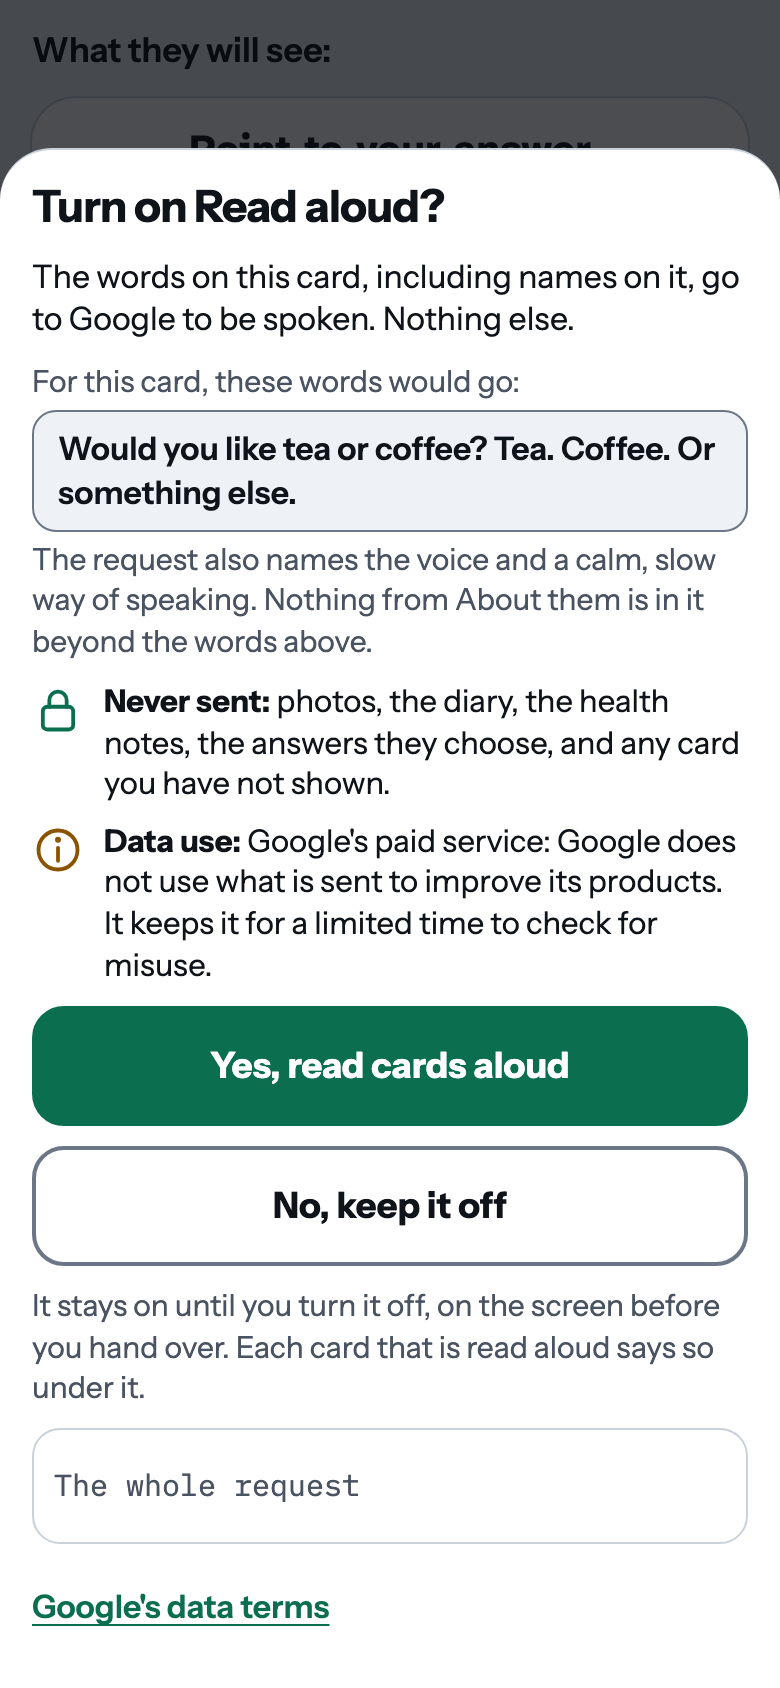 What they will see:
Point to your answer
Turn on Read aloud?
The words on this card, including names on it, go
to Google to be spoken. Nothing else.
For this card, these words would go:
Would you like tea or coffee? Tea. Coffee. Or
something else.
The request also names the voice and a calm, slow
way of speaking. Nothing from About them is in it
beyond the words above.
Never sent: photos, the diary, the health
notes, the answers they choose, and any card
you have not shown.
Data use: Google's paid service: Google does
not use what is sent to improve its products.
It keeps it for a limited time to check for
misuse.
Yes, read cards aloud
No, keep it off
It stays on until you turn it off, on the screen before
you hand over. Each card that is read aloud says so
under it.
The whole request
Google's data terms